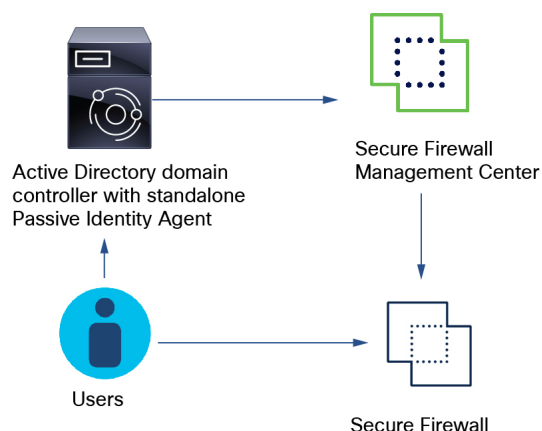 Active Directory domain
controller with standalone
Passive Identity Agent
Secure Firewall
Management Center
Users
Secure Firewall